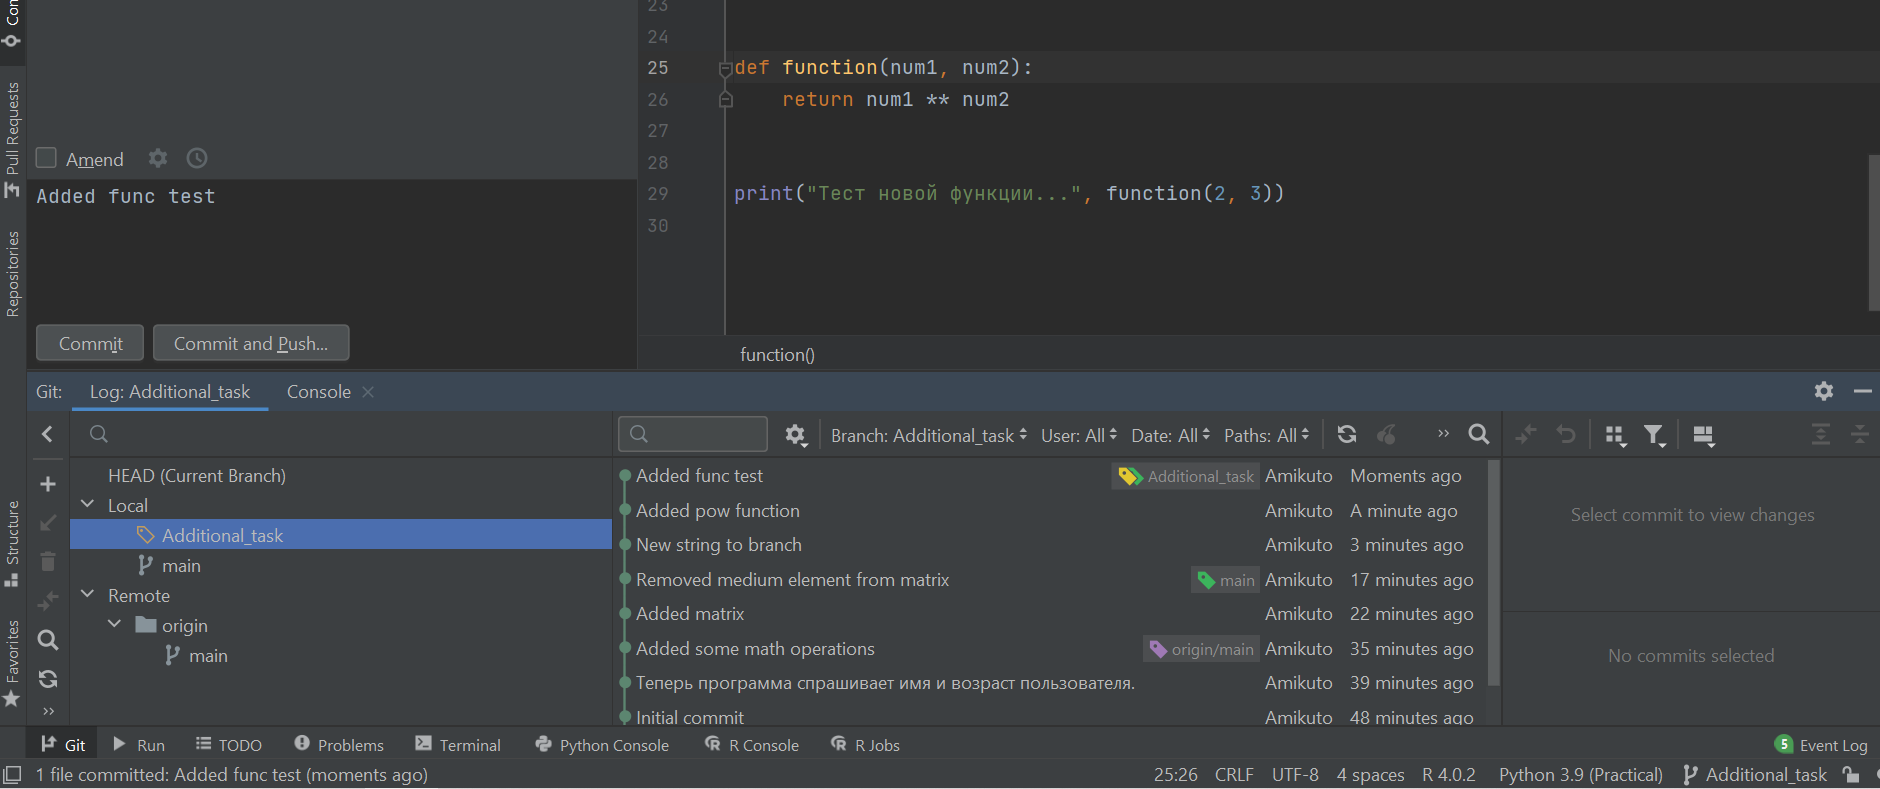 Com
Pull Requests
Repositories
Structure
Favorites
Amend
Added func test
Commit
Commit and Push...
23
24
25 def function(num1, num2):
26 return num1 ** num2
27
28
29 print("Тест новой функции...", function(2, 3))
30
function()
Git: Log: Additional_task Console
Branch: Additional_task User: All Date: All Paths: All
HEAD (Current Branch)
Local
Additional_task
main
Remote
origin
main
Added func test Additional_task Amikuto Moments ago
Added pow function Amikuto A minute ago
New string to branch Amikuto 3 minutes ago
Removed medium element from matrix main Amikuto 17 minutes ago
Added matrix Amikuto 22 minutes ago
Added some math operations origin/main Amikuto 35 minutes ago
Теперь программа спрашивает имя и возраст пользователя. Amikuto 39 minutes ago
Initial commit Amikuto 48 minutes ago
Select commit to view changes
No commits selected
Git Run TODO Problems Terminal Python Console R Console R Jobs 5 Event Log
1 file committed: Added func test (moments ago) 25:26 CRLF UTF-8 4 spaces R 4.0.2 Python 3.9 (Practical) Additional_task